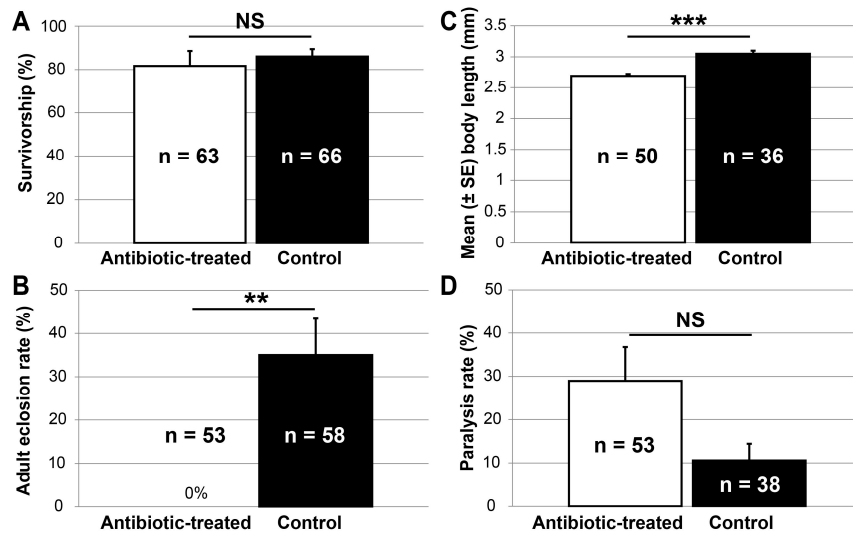 A
NS
Survivorship (%)
100
80
60
40
20
0
n = 63
n = 66
Antibiotic-treated
Control
C
***
Mean (± SE) body length (mm)
3.5
3
2.5
2
1.5
1
0.5
0
n = 50
n = 36
Antibiotic-treated
Control
B
**
Adult eclosion rate (%)
50
40
30
20
10
0
n = 53
0%
n = 58
Antibiotic-treated
Control
D
NS
Paralysis rate (%)
50
40
30
20
10
0
n = 53
n = 38
Antibiotic-treated
Control